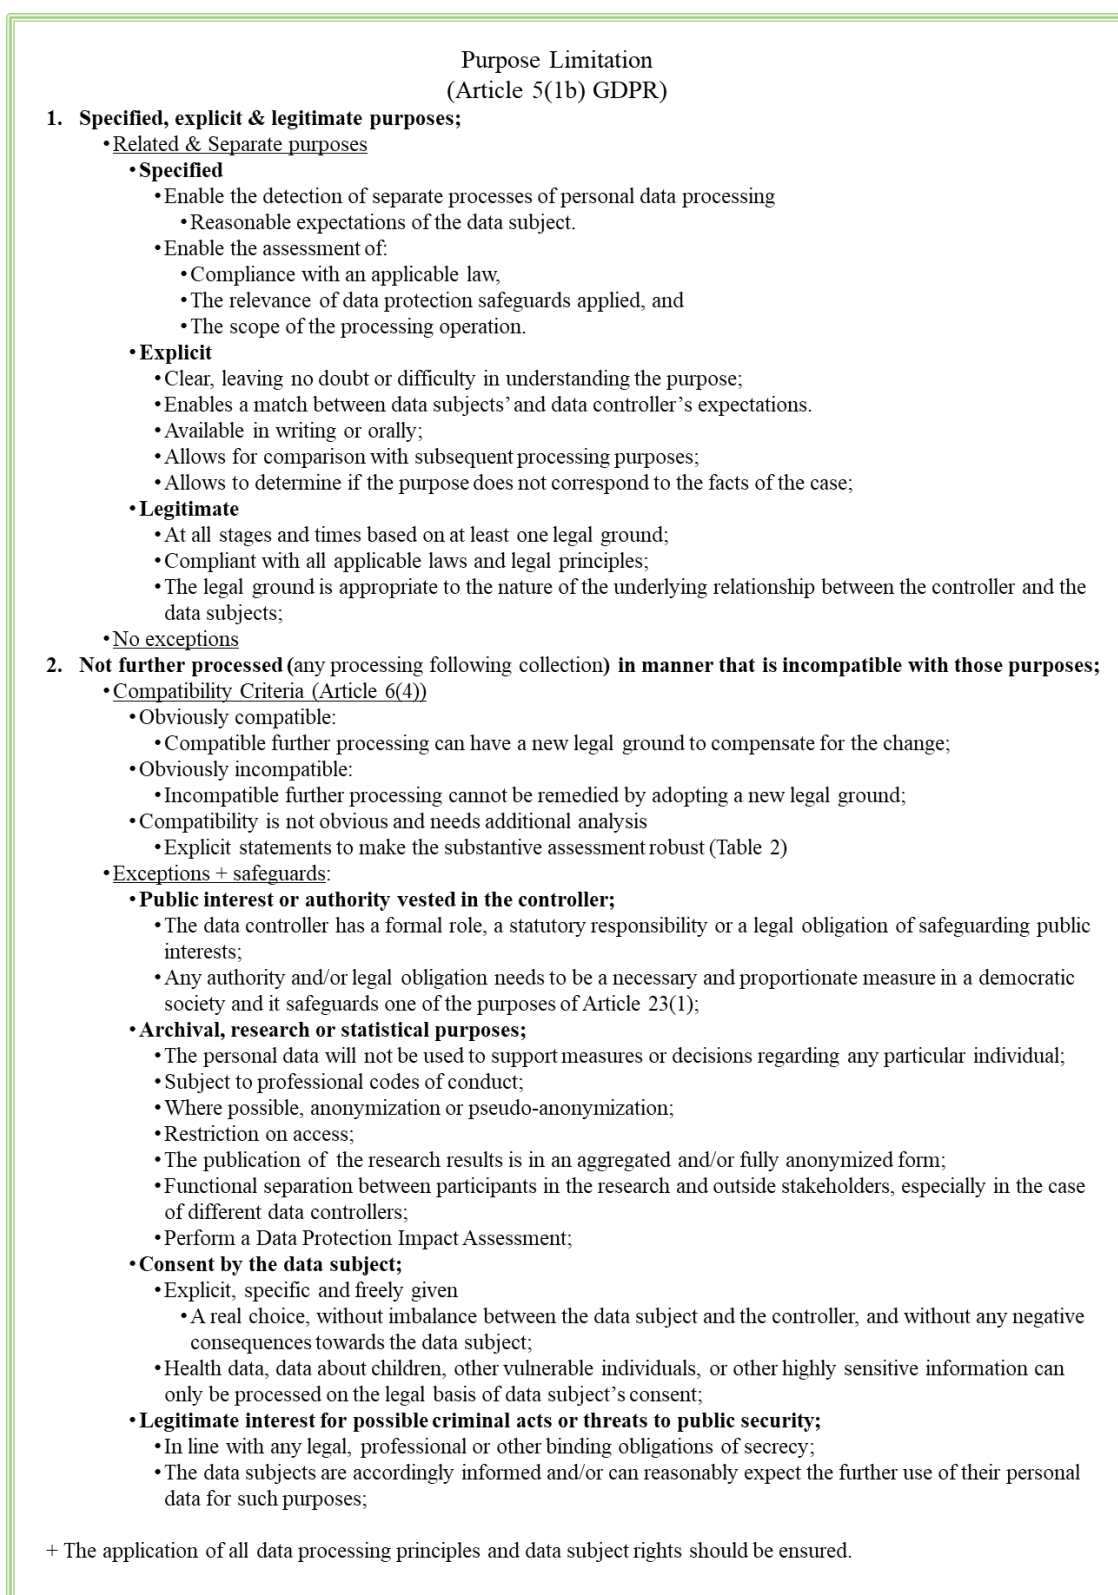 Purpose Limitation
(Article 5(1b) GDPR)
1. Specified, explicit & legitimate purposes;
•Related & Separate purposes
•Specified
•Enable the detection of separate processes of personal data processing
•Reasonable expectations of the data subject.
•Enable the assessment of:
•Compliance with an applicable law,
•The relevance of data protection safeguards applied, and
•The scope of the processing operation.
•Explicit
•Clear, leaving no doubt or difficulty in understanding the purpose;
•Enables a match between data subjects' and data controller's expectations.
•Available in writing or orally;
•Allows for comparison with subsequent processing purposes;
•Allows to determine if the purpose does not correspond to the facts of the case;
•Legitimate
•At all stages and times based on at least one legal ground;
•Compliant with all applicable laws and legal principles;
•The legal ground is appropriate to the nature of the underlying relationship between the controller and the
data subjects;
•No exceptions
2. Not further processed (any processing following collection) in manner that is incompatible with those purposes;
•Compatibility Criteria (Article 6(4))
•Obviously compatible:
•Compatible further processing can have a new legal ground to compensate for the change;
•Obviously incompatible:
•Incompatible further processing cannot be remedied by adopting a new legal ground;
•Compatibility is not obvious and needs additional analysis
•Explicit statements to make the substantive assessment robust (Table 2)
•Exceptions + safeguards:
•Public interest or authority vested in the controller;
•The data controller has a formal role, a statutory responsibility or a legal obligation of safeguarding public
interests;
•Any authority and/or legal obligation needs to be a necessary and proportionate measure in a democratic
society and it safeguards one of the purposes of Article 23(1);
•Archival, research or statistical purposes;
•The personal data will not be used to support measures or decisions regarding any particular individual;
•Subject to professional codes of conduct;
•Where possible, anonymization or pseudo-anonymization;
•Restriction on access;
•The publication of the research results is in an aggregated and/or fully anonymized form;
•Functional separation between participants in the research and outside stakeholders, especially in the case
of different data controllers;
•Perform a Data Protection Impact Assessment;
•Consent by the data subject;
•Explicit, specific and freely given
•A real choice, without imbalance between the data subject and the controller, and without any negative
consequences towards the data subject;
•Health data, data about children, other vulnerable individuals, or other highly sensitive information can
only be processed on the legal basis of data subject's consent;
•Legitimate interest for possible criminal acts or threats to public security;
•In line with any legal, professional or other binding obligations of secrecy;
•The data subjects are accordingly informed and/or can reasonably expect the further use of their personal
data for such purposes;
+ The application of all data processing principles and data subject rights should be ensured.